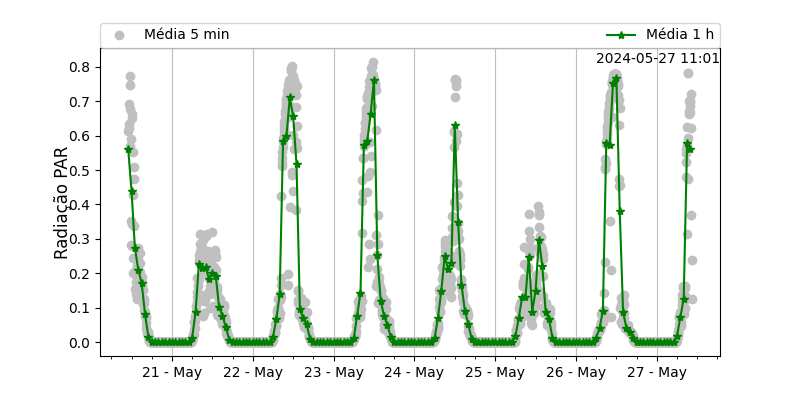 Média 5 min
Média 1 h
2024-05-27 11:01
Radiação PAR
0.8
0.7
0.6
0.5
0.4
0.3
0.2
0.1
0.0
21 - May
22 - May
23 - May
24 - May
25 - May
26 - May
27 - May